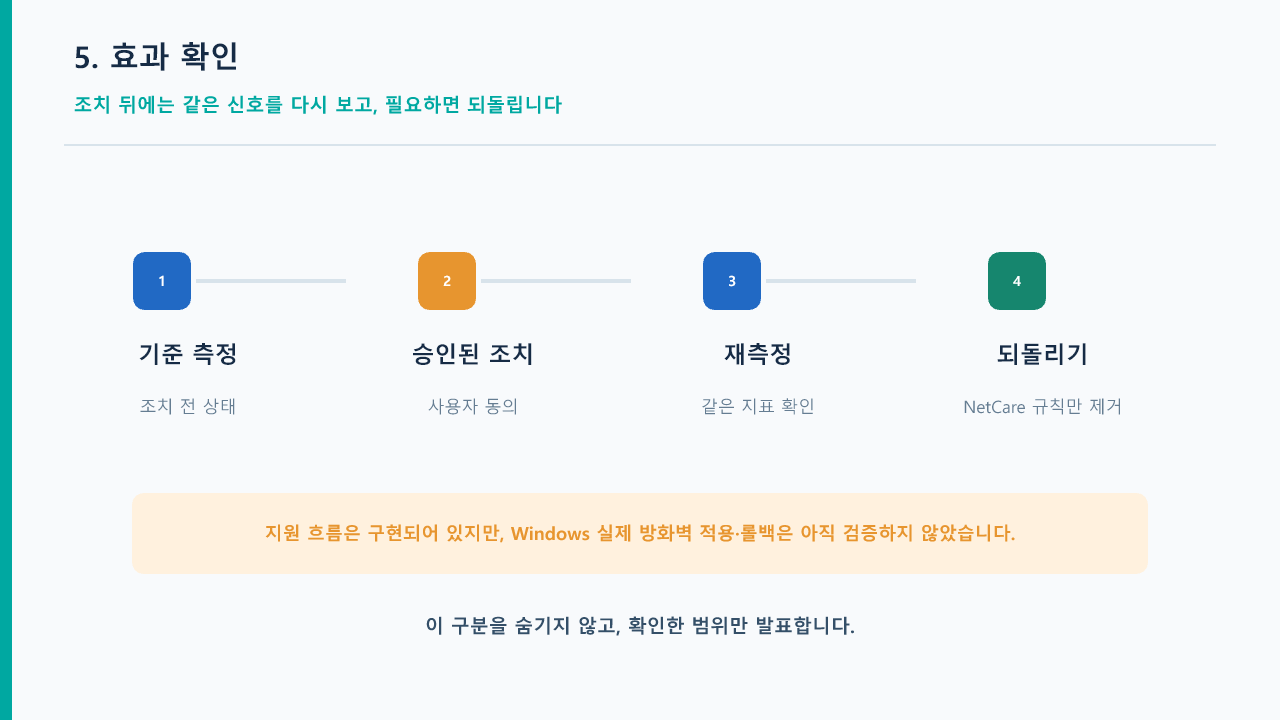 5. 효과 확인
조치 뒤에는 같은 신호를 다시 보고, 필요하면 되돌립니다
1
2
3
4
기준 측정
승인된 조치
재측정
되돌리기
조치 전 상태
사용자 동의
같은 지표 확인
NetCare 규칙만 제거
지원 흐름은 구현되어 있지만, Windows 실제 방화벽 적용·롤백은 아직 검증하지 않았습니다.
이 구분을 숨기지 않고, 확인한 범위만 발표합니다.